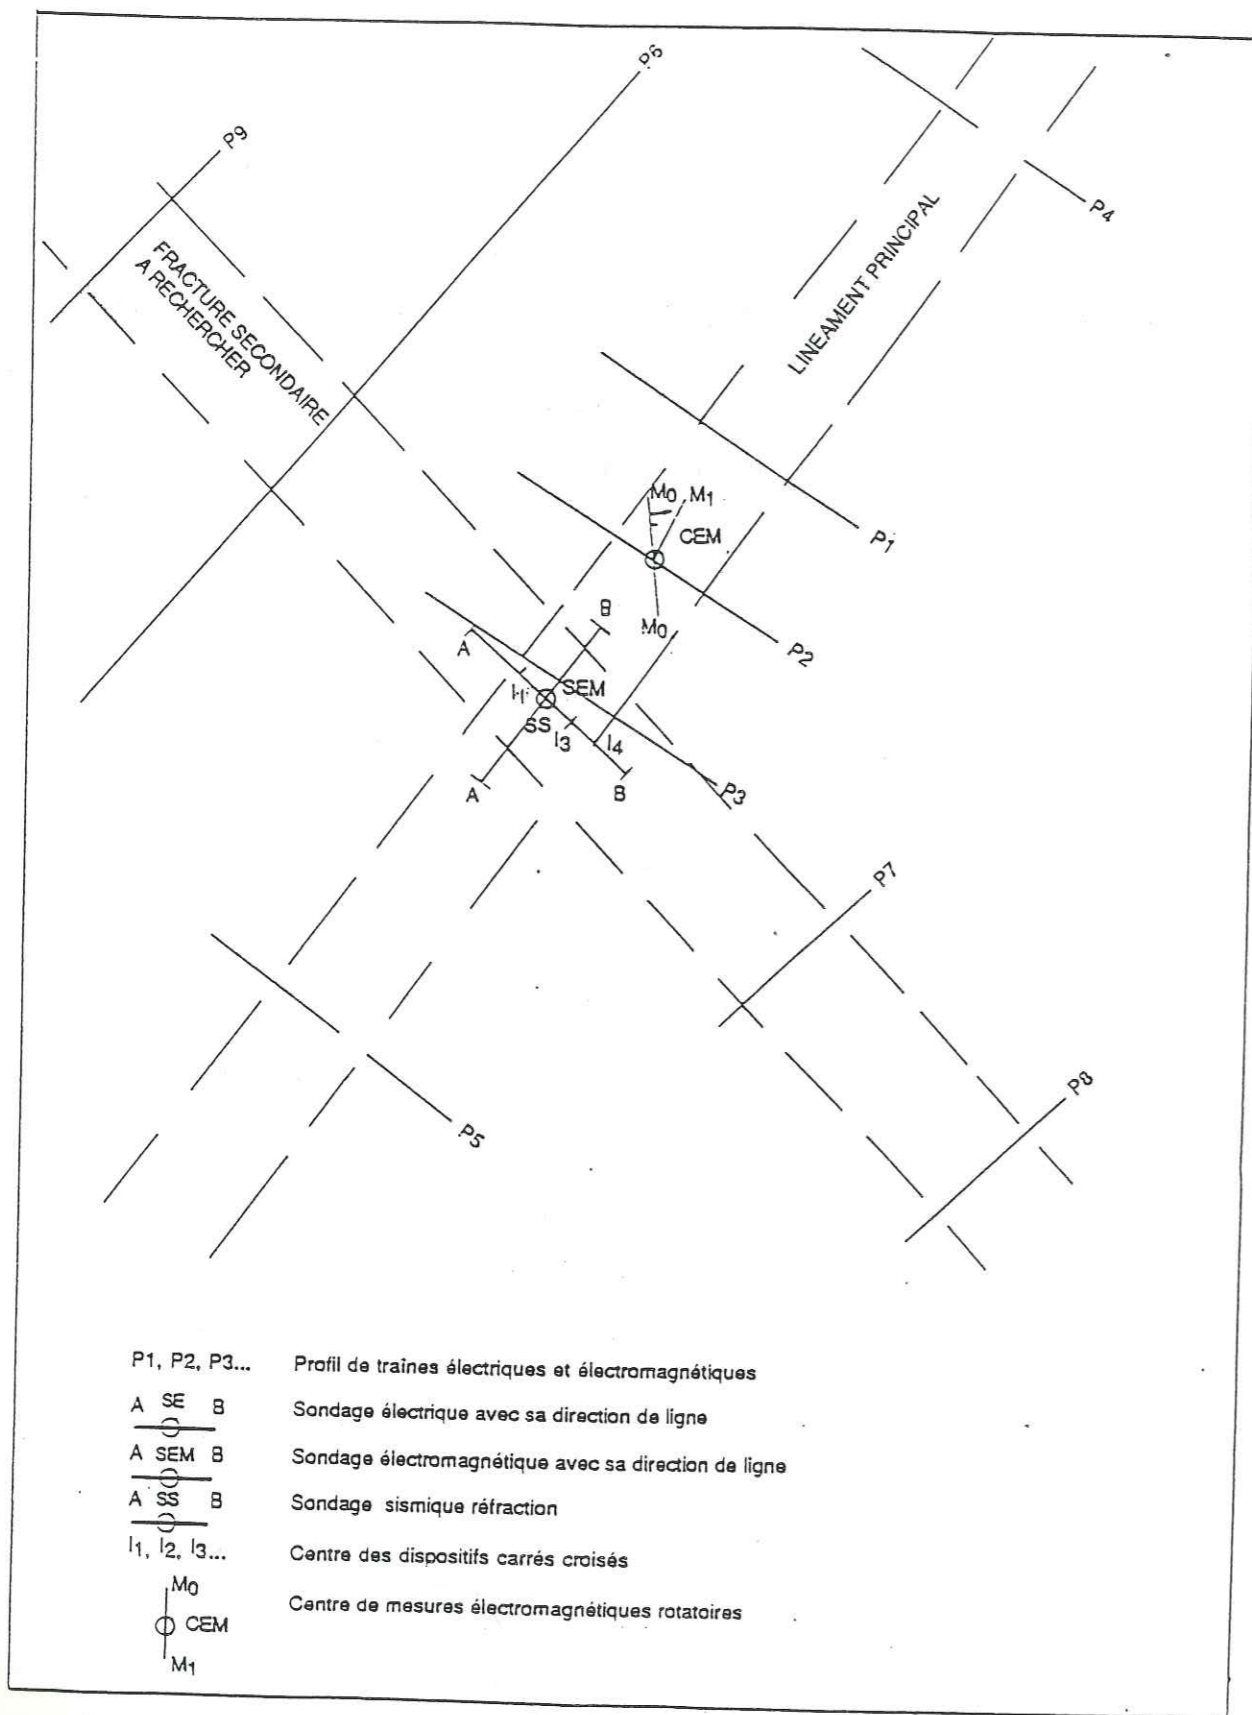 P6
P9
P4
FRACTURE SECONDAIRE
A RECHERCHER
LINEAMENT PRINCIPAL
M0 M1
CEM
P1
B
M0
A
P2
SEM
SS
I3
I4
A
B
P3
P7
P8
P5
P1, P2, P3... Profil de traînes électriques et électromagnétiques
A SE B Sondage électrique avec sa direction de ligne
A SEM B Sondage électromagnétique avec sa direction de ligne
A SS B Sondage sismique réfraction
I1, I2, I3... Centre des dispositifs carrés croisés
M0
CEM Centre de mesures électromagnétiques rotatoires
M1